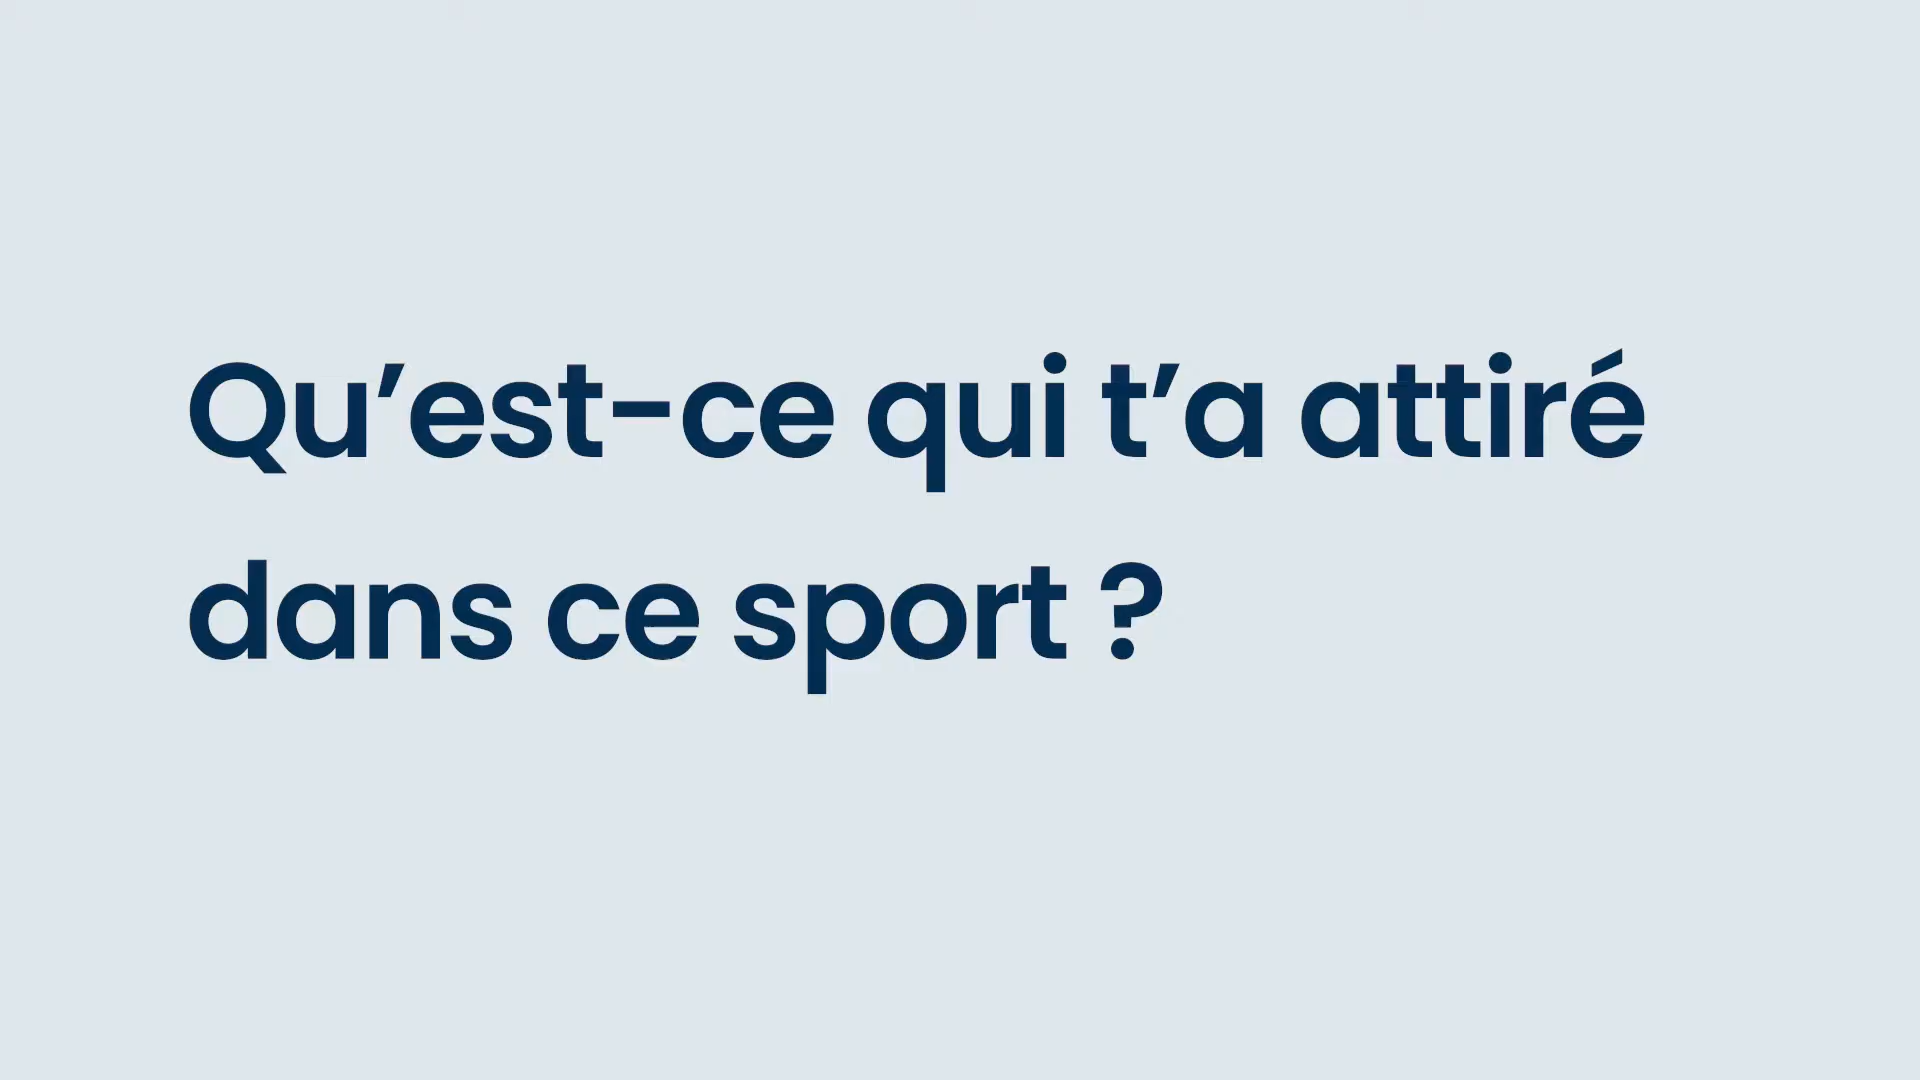 Qu’est-ce qui t’a attiré
dans ce sport ?